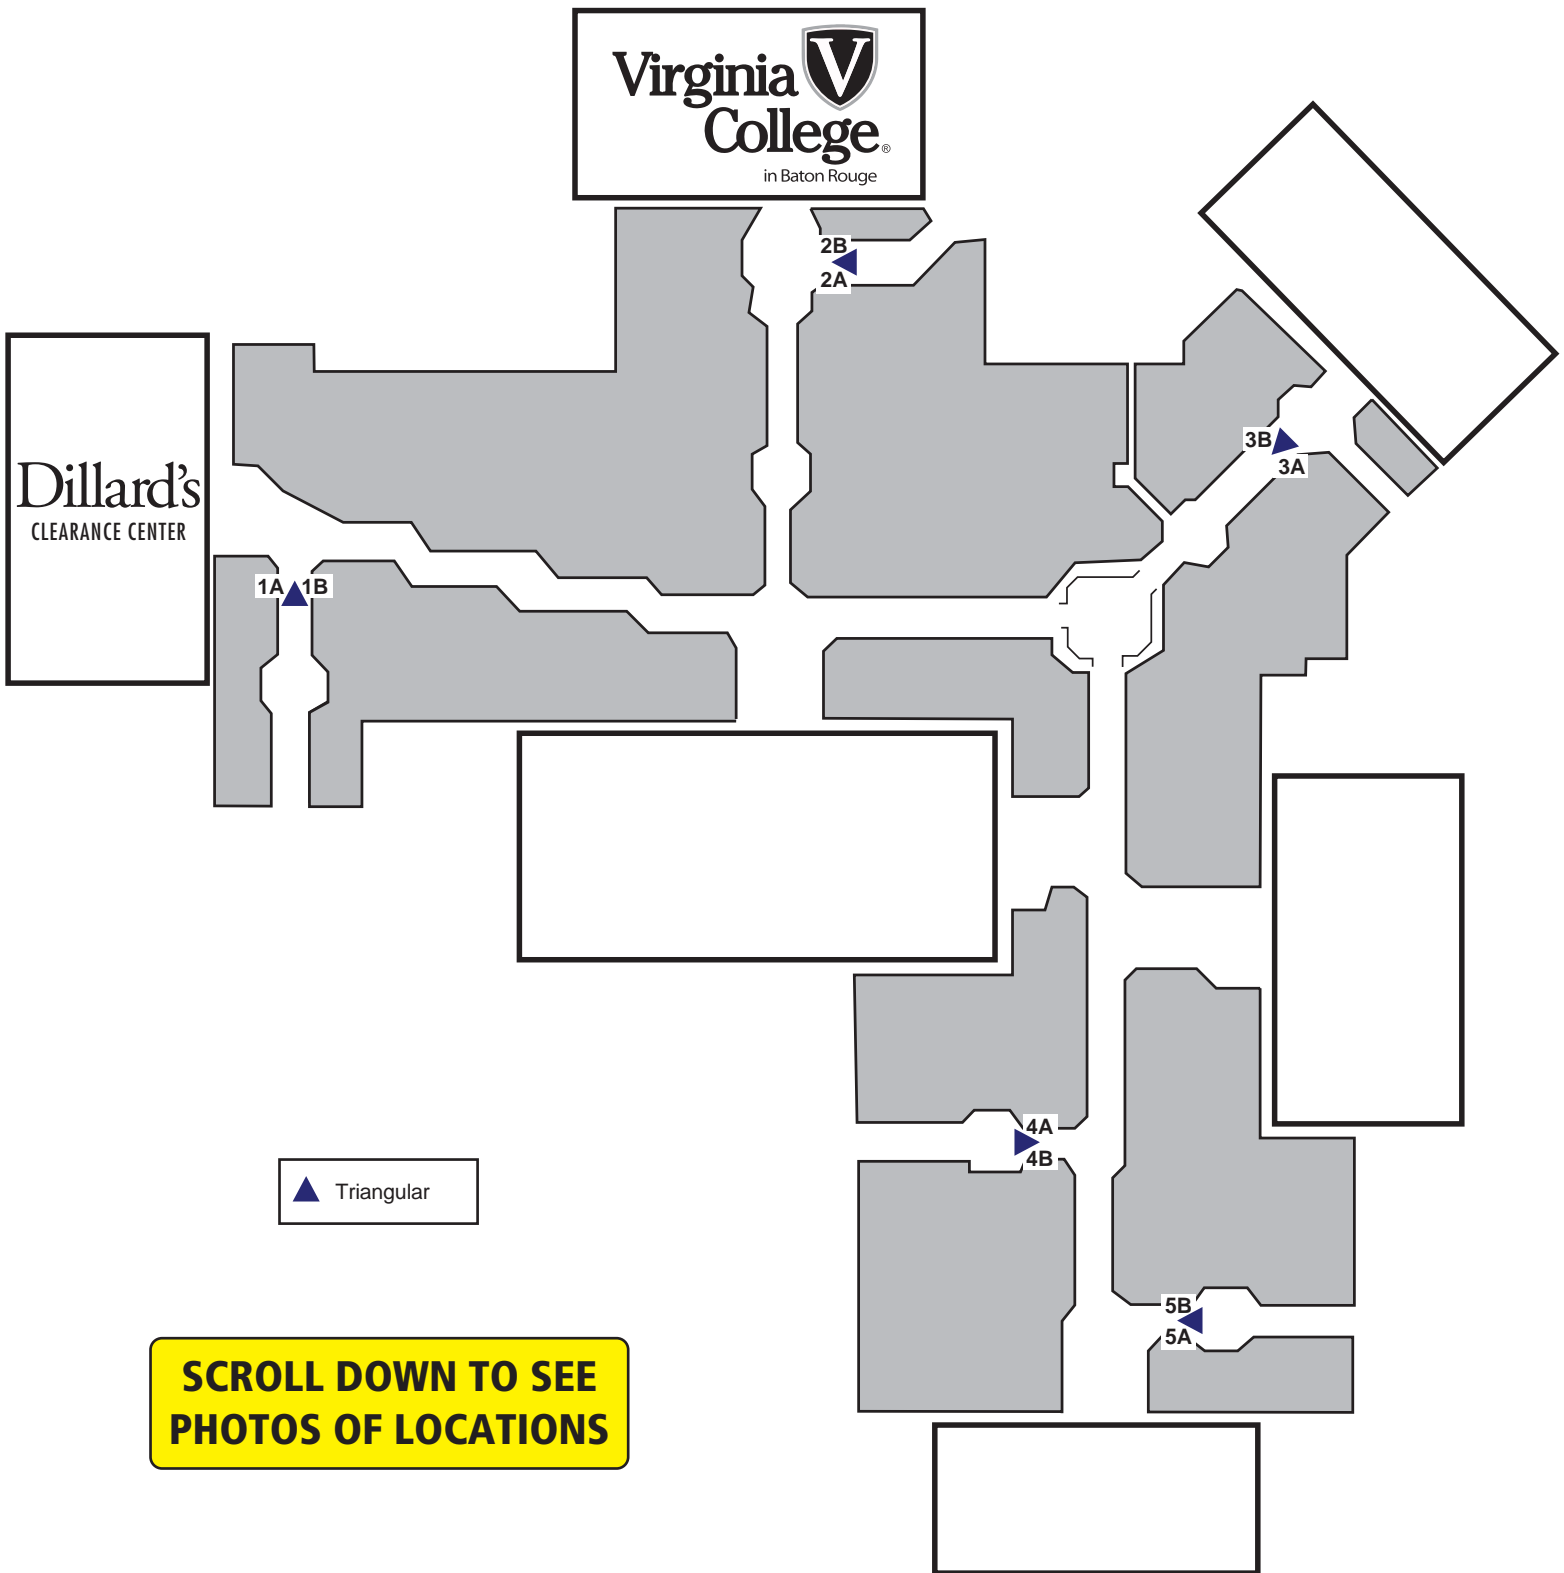 Virginia V
College®
in Baton Rouge
2B
2A
3B
3A
Dillard's
CLEARANCE CENTER
1A 1B
4A
4B
Triangular
5B
5A
SCROLL DOWN TO SEE
PHOTOS OF LOCATIONS